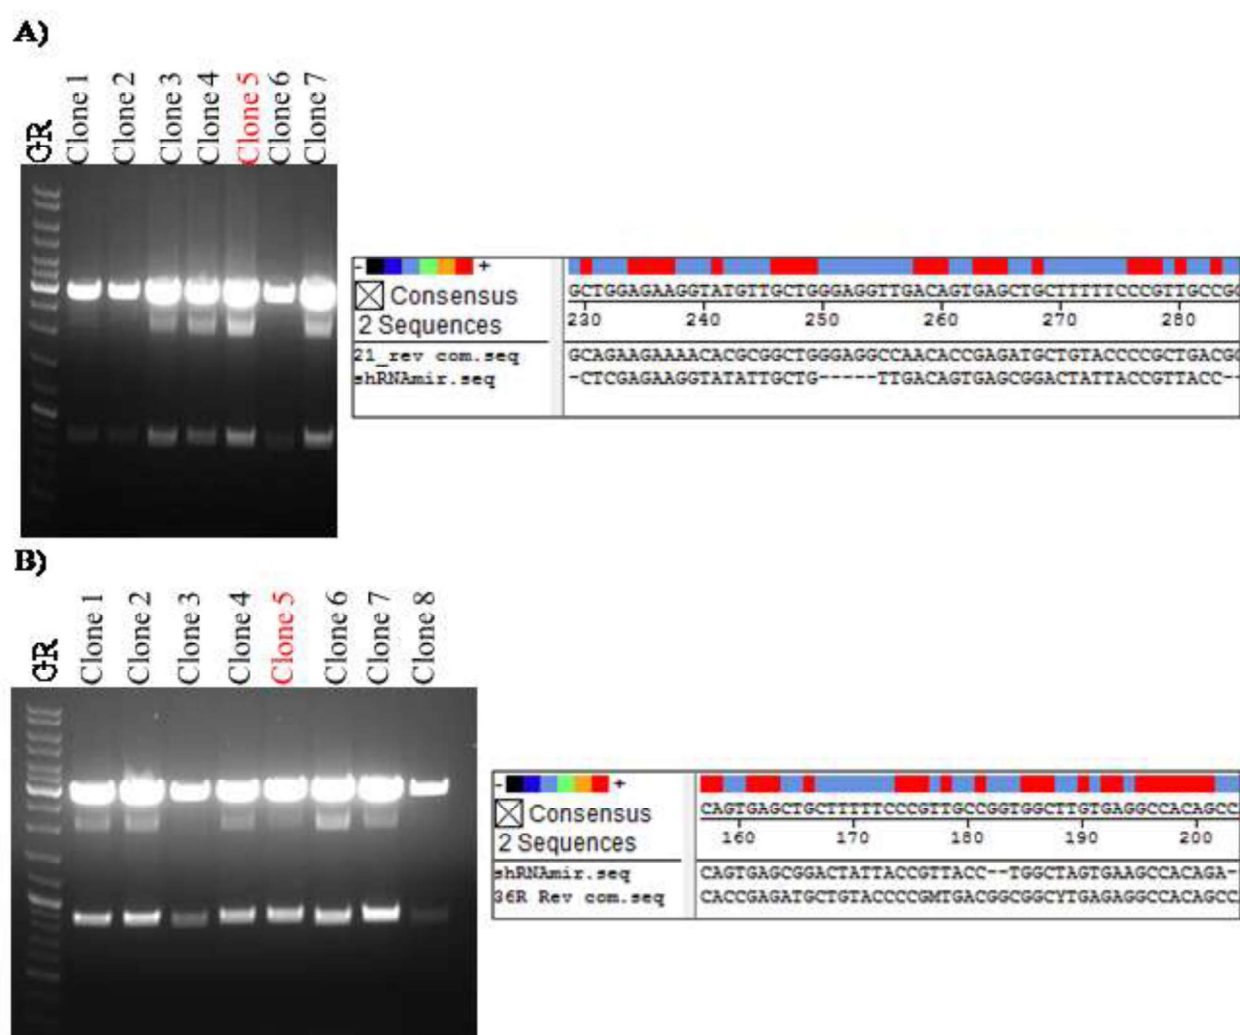 A)
GR
Clone 1
Clone 2
Clone 3
Clone 4
Clone 5
Clone 6
Clone 7
- +
Consensus
2 Sequences
GCTGGAGAAGGTATGTTGCTGGGAGGTTGACAGTGAGCTGCTTTTTCCCGTTGCCGG
230 240 250 260 270 280
21_rev com.seq GCAGAAGAAAACACGCGGCTGGGAGGCCAACACCGAGATGCTGTACCCCGCTGACGG
shRNAmir.seq -CTCGAGAAGGTATATTGCTG-----TTGACAGTGAGCGGACTATTACCGTTACC--
B)
GR
Clone 1
Clone 2
Clone 3
Clone 4
Clone 5
Clone 6
Clone 7
Clone 8
- +
Consensus
2 Sequences
CAGTGAGCTGCTTTTTCCCGTTGCCGGTGGCTTGTGAGGCCACAGCC
160 170 180 190 200
shRNAmir.seq CAGTGAGCGGACTATTACCGTTACC--TGGCTAGTGAAGCCACAGA-
36R Rev com.seq CACCGAGATGCTGTACCCCGMTGACGGCGGCYTGAGAGGCCACAGCC